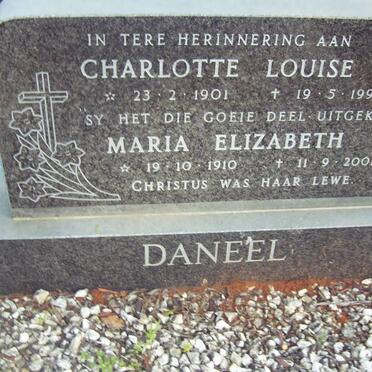 IN TERE HERINNERING AAN
CHARLOTTE LOUISE
☆ 23·2·1901 † 19·5·199
SY HET DIE GOEIE DEEL UITGEK
MARIA ELIZABETH
☆ 19·10·1910 † 11·9·200
CHRISTUS WAS HAAR LEWE.
DANEEL